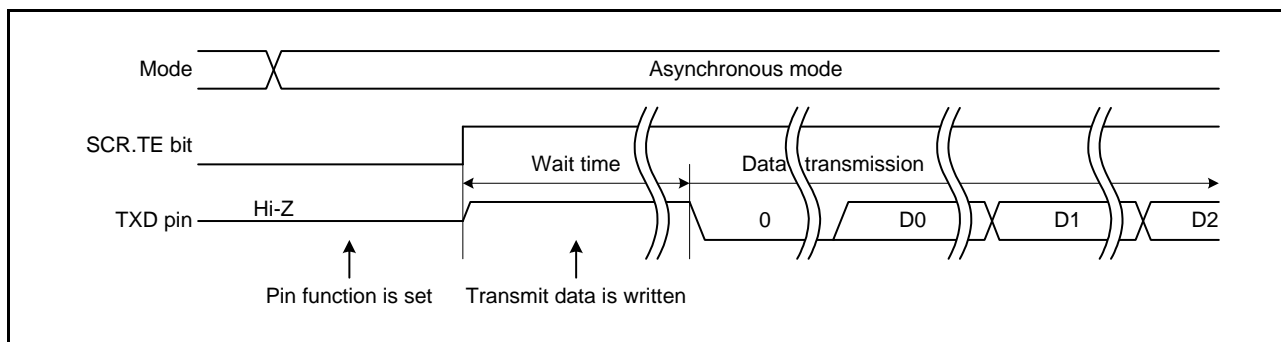 Mode
Asynchronous mode
SCR.TE bit
Wait time
Data transmission
TXD pin
Hi-Z
0
D0
D1
D2
Pin function is set
Transmit data is written